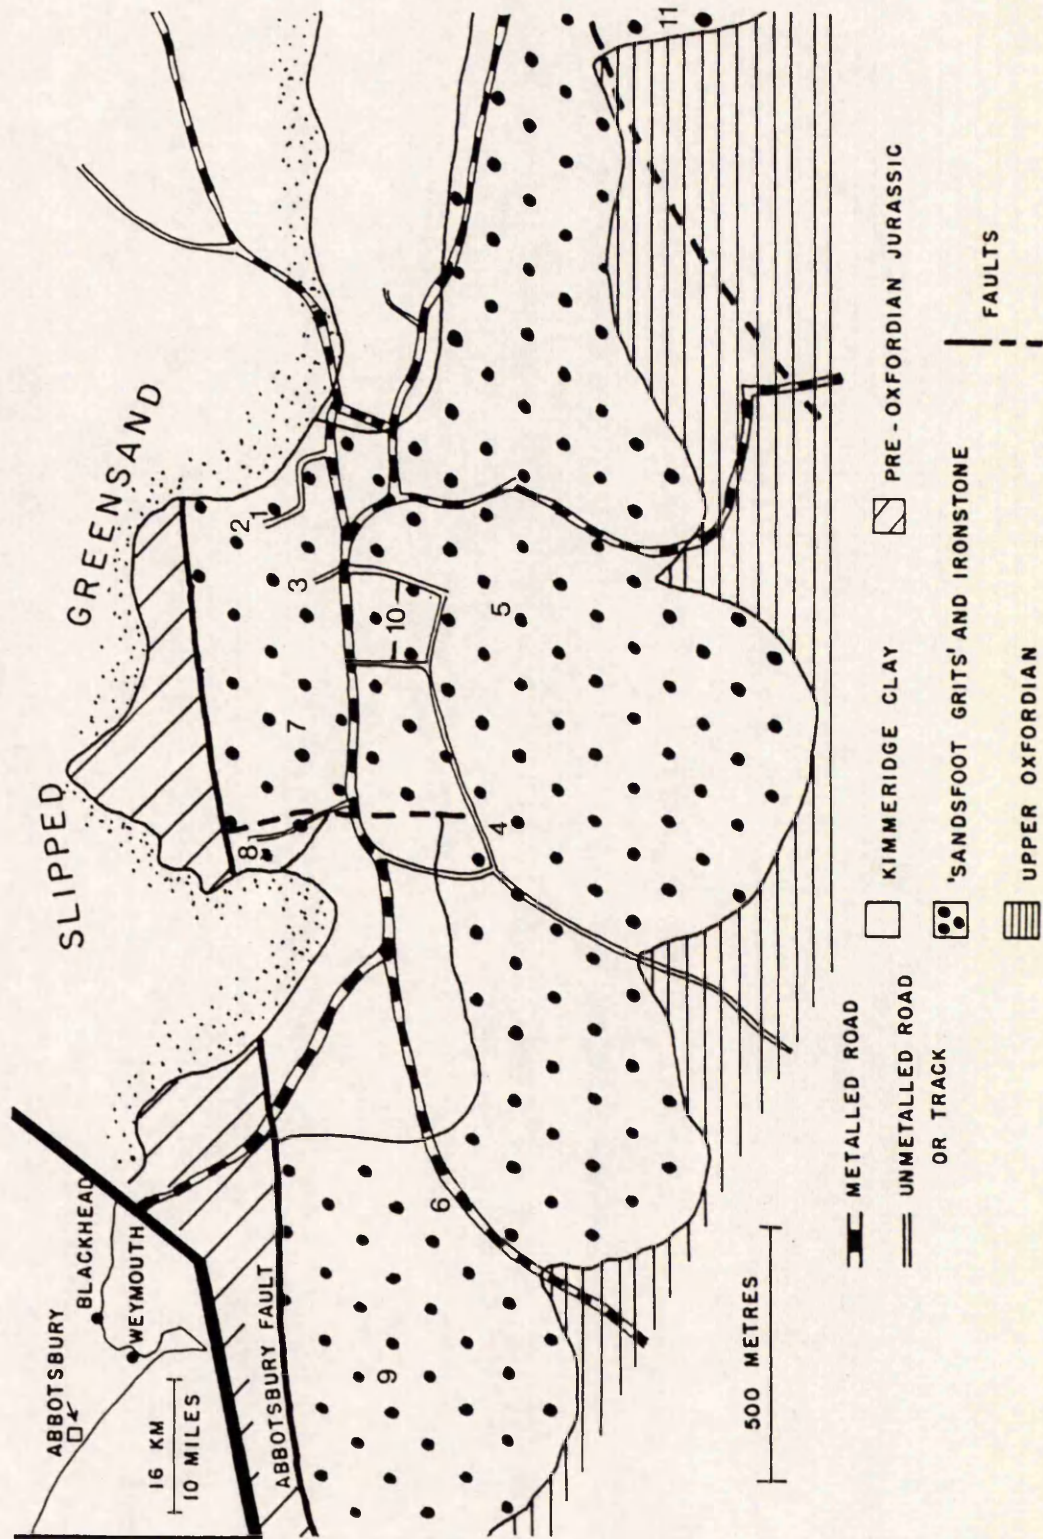 ABBOTSBURY
BLACKHEAD
WEYMOUTH
16 KM
10 MILES
SLIPPED GREENSAND
ABBOTSBURY FAULT
9
6
8
7
4
3
2
1
10
5
11
500 METRES
METALLED ROAD
UNMETALLED ROAD
OR TRACK
KIMMERIDGE CLAY
'SANDSFOOT GRITS' AND IRONSTONE
UPPER OXFORDIAN
PRE-OXFORDIAN JURASSIC
FAULTS